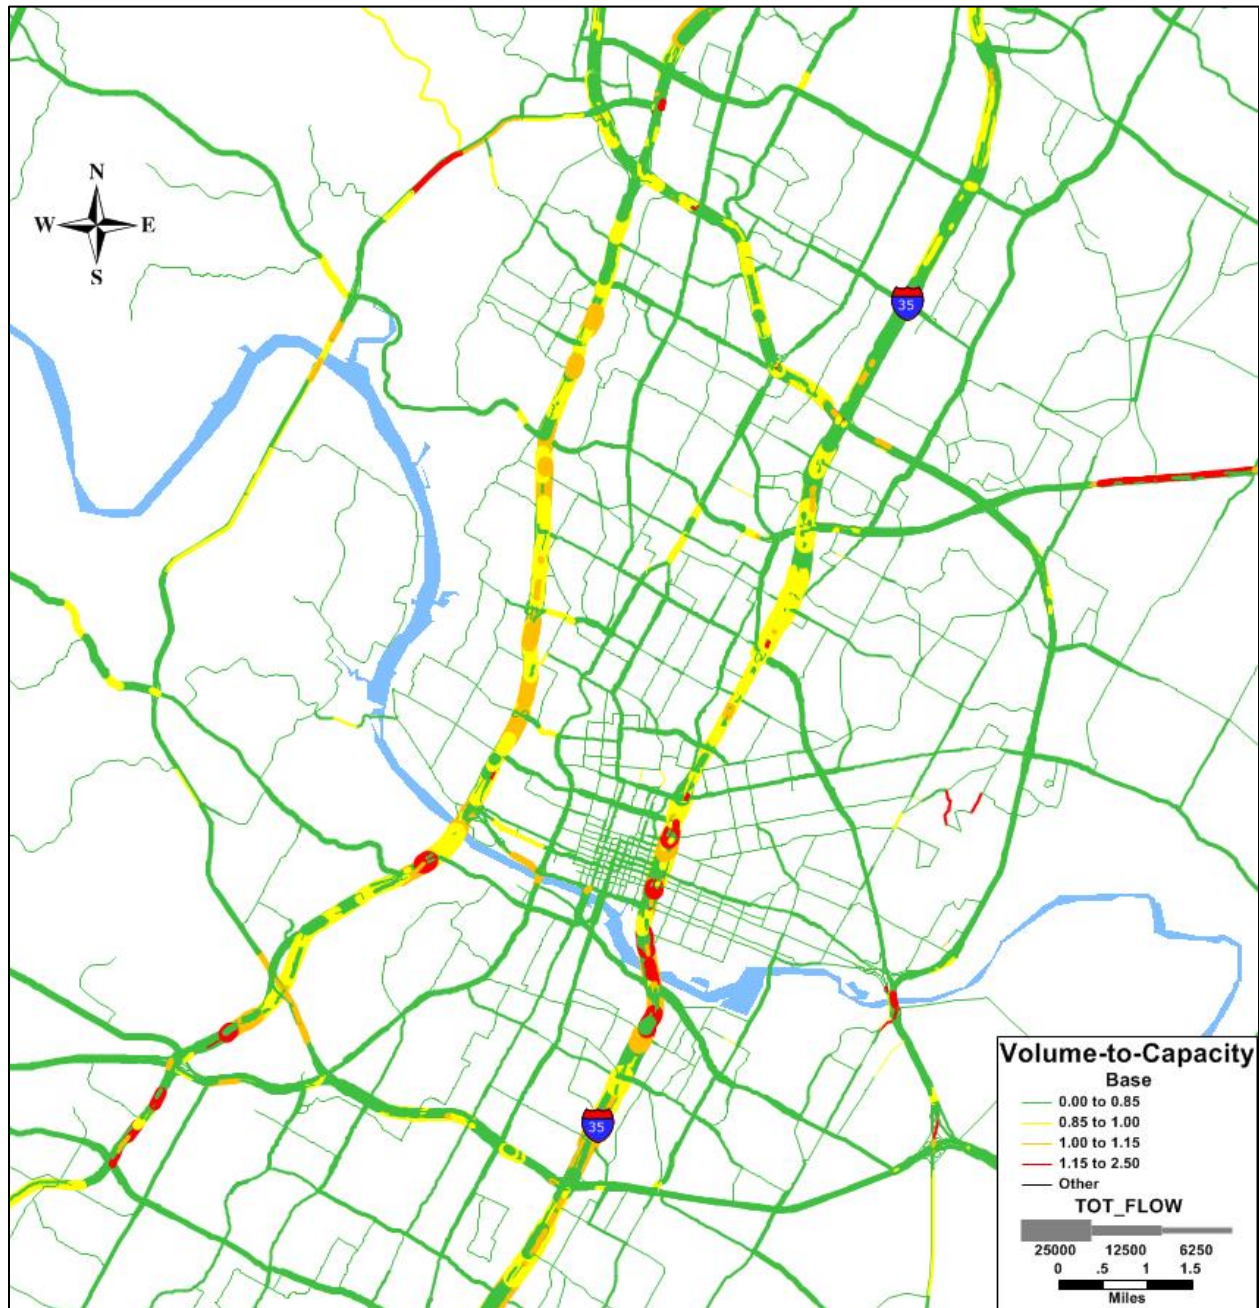 N
W E
S
35
35
Volume-to-Capacity
Base
0.00 to 0.85
0.85 to 1.00
1.00 to 1.15
1.15 to 2.50
Other
TOT_FLOW
25000 12500 6250
0 .5 1 1.5
Miles